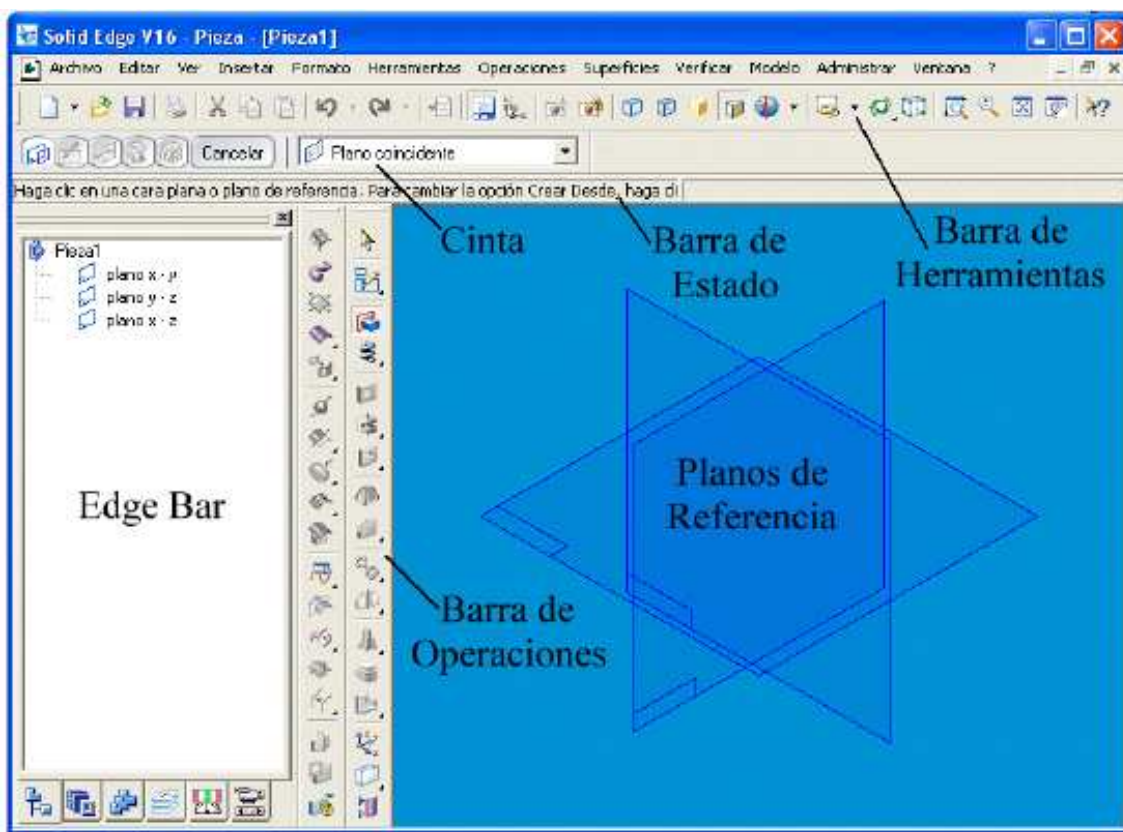 Solid Edge V16 - Pieza - [Pieza1]
Archivo Editar Ver Insertar Formato Herramientas Operaciones Superficies Verificar Modelo Administrar Ventana ?
Cancelar Plano coincidente
Haga clic en una cara plana o plano de referencia. Para cambiar la opción Crear Desde, haga cli
Cinta
Barra de
Estado
Barra de
Herramientas
Pieza1
plano x - y
plano y - z
plano x - z
Edge Bar
Planos de
Referencia
Barra de
Operaciones